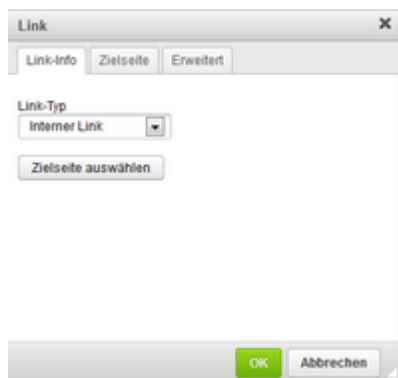 Link
Link-Info Zielseite Erweitert
Link-Typ
Interner Link
Zielseite auswählen
OK Abbrechen